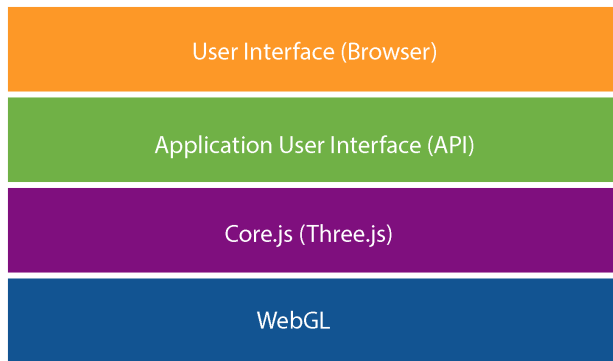 User Interface (Browser)
Application User Interface (API)
Core.js (Three.js)
WebGL